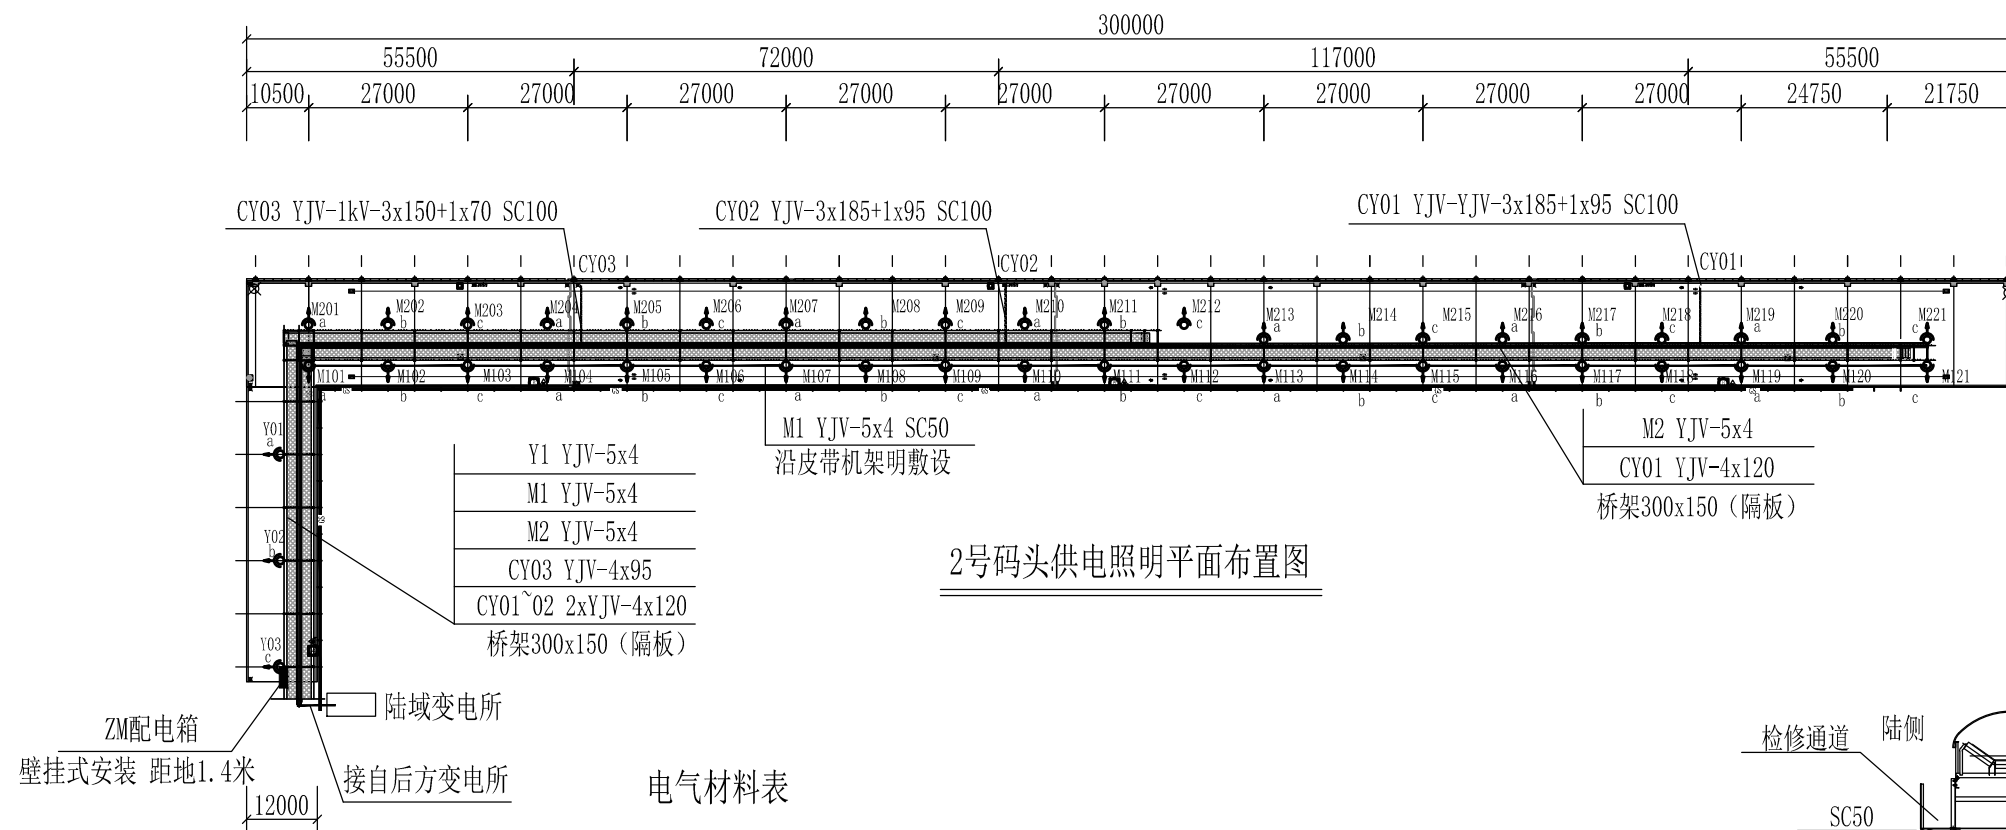 300000
55500 72000 117000 55500
10500 27000 27000 27000 27000 27000 27000 27000 27000 27000 24750 21750
CY03 YJV-1kV-3x150+1x70 SC100
CY02 YJV-3x185+1x95 SC100
CY01 YJV-YJV-3x185+1x95 SC100
CY03 CY02 CY01
M201 M202 M203 M204 M205 M206 M207 M208 M209 M210 M211 M212 M213 M214 M215 M216 M217 M218 M219 M220 M221
a b c a b c a b c a b c a b c a b c a b c
M101 M102 M103 M104 M105 M106 M107 M108 M109 M110 M111 M112 M113 M114 M115 M116 M117 M118 M119 M120 M121
a b c a b c a b c a b c a b c a b c a b c
Y01
a
Y02
b
Y03
c
Y1 YJV-5x4
M1 YJV-5x4
M2 YJV-5x4
CY03 YJV-4x95
CY01~02 2xYJV-4x120
桥架300x150（隔板）
M1 YJV-5x4 SC50
沿皮带机架明敷设
M2 YJV-5x4
CY01 YJV-4x120
桥架300x150（隔板）
2号码头供电照明平面布置图
陆域变电所
ZM配电箱
壁挂式安装 距地1.4米
接自后方变电所
12000
电气材料表
检修通道
陆侧
SC50